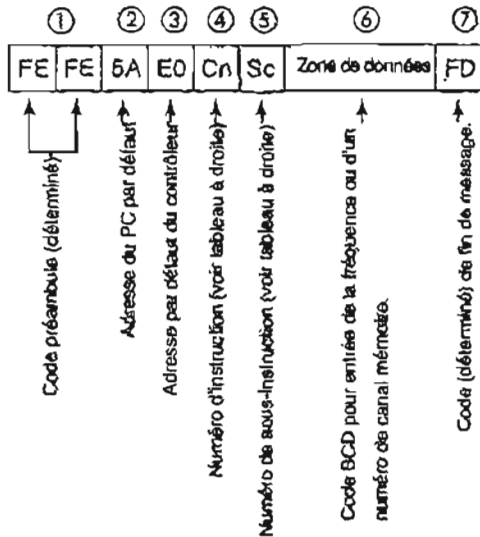 ① ② ③ ④ ⑤ ⑥ ⑦
FE FE 5A E0 Cn Sc Zone de données FD
Code préambule (déterminé)
Adresse du PC par défaut
Adresse par défaut du contrôleur
Numéro d'instruction (voir tableau à droite)
Numéro de sous-instruction (voir tableau à droite)
Code BCD pour entrée de la fréquence ou d'un
numéro de canal mémoire.
Code (déterminé) de fin de message.